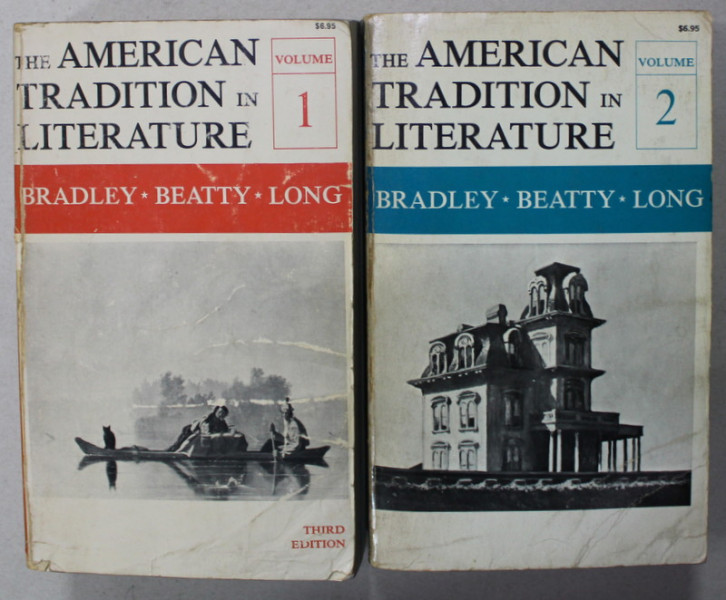 $6.95
THE AMERICAN
TRADITION IN
LITERATURE
VOLUME
1
BRADLEY ★ BEATTY ★ LONG
THIRD
EDITION
$6.95
THE AMERICAN
TRADITION IN
LITERATURE
VOLUME
2
BRADLEY ★ BEATTY ★ LONG